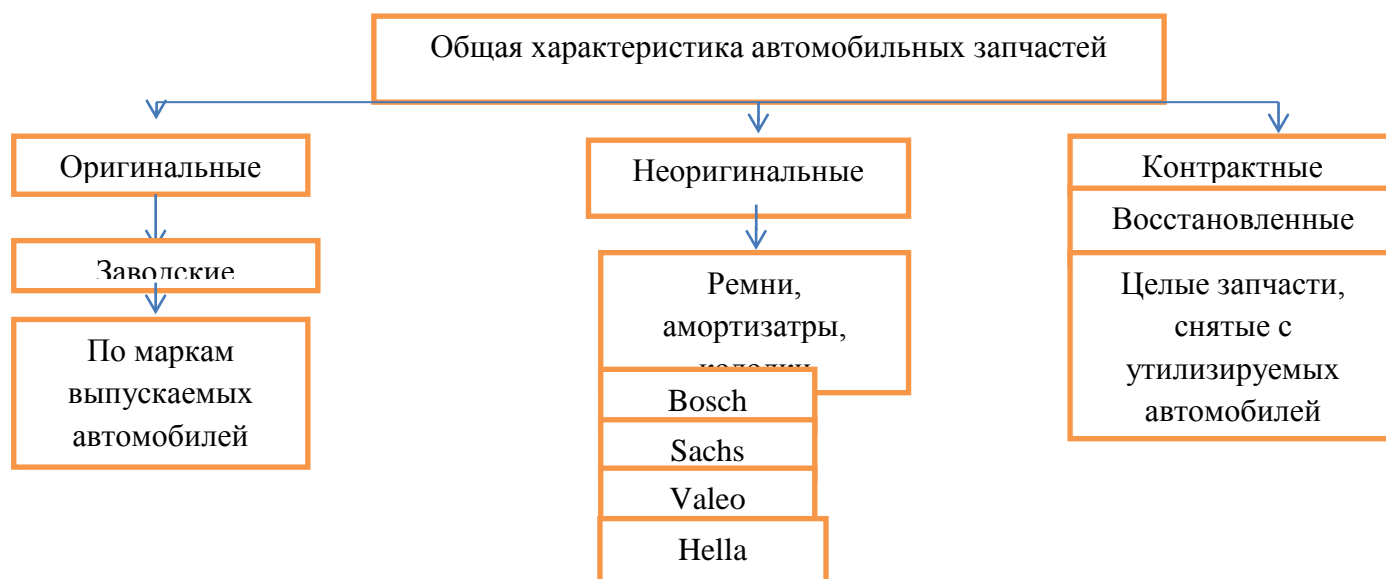 Общая характеристика автомобильных запчастей
Оригинальные
Неоригинальные
Контрактные
Восстановленные
Заводские
Ремни,
амортизатры,
колодки
Целые запчасти,
снятые с
утилизируемых
автомобилей
По маркам
выпускаемых
автомобилей
Bosch
Sachs
Valeo
Hella